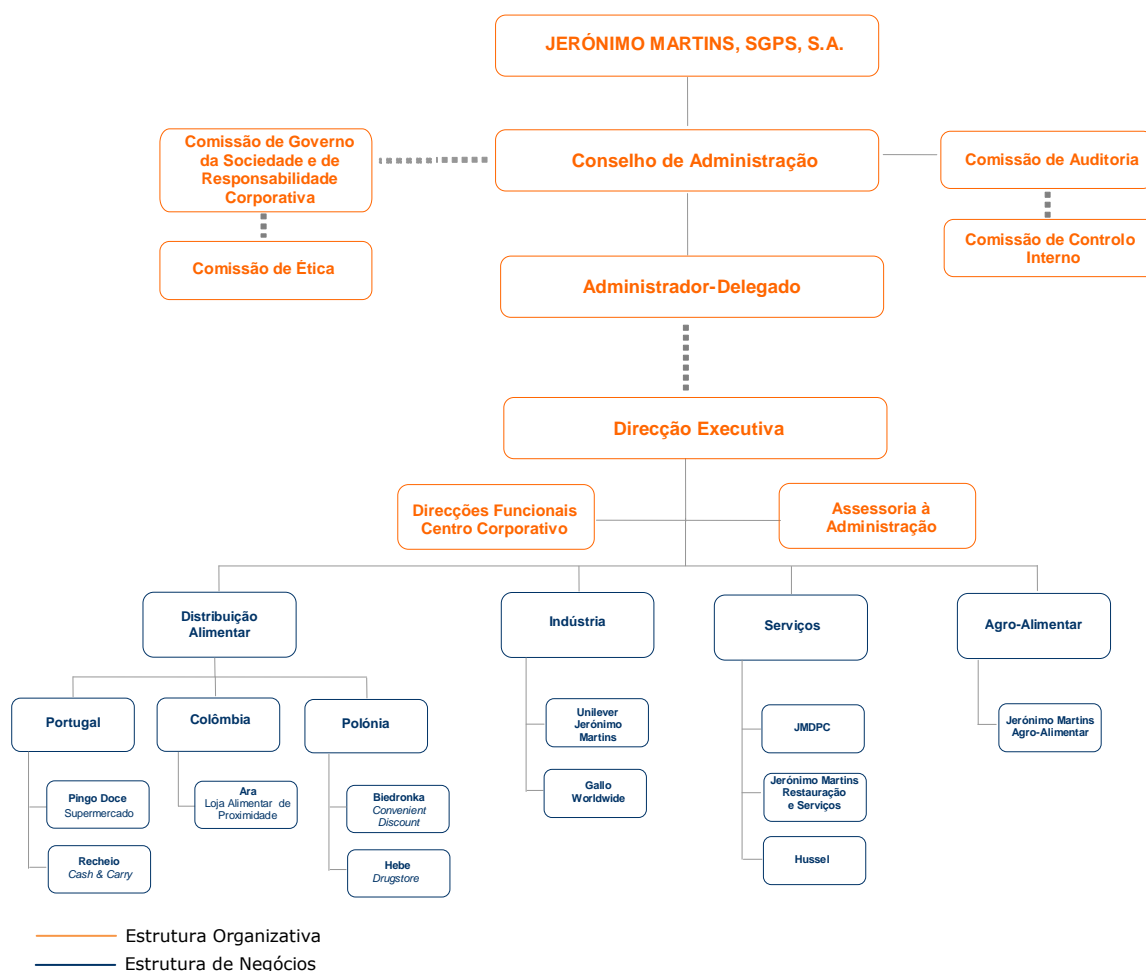 JERÓNIMO MARTINS, SGPS, S.A.
Comissão de Governo
da Sociedade e de
Responsabilidade
Corporativa
Conselho de Administração
Comissão de Auditoria
Comissão de Ética
Comissão de Controlo
Interno
Administrador-Delegado
Direcção Executiva
Direcções Funcionais
Centro Corporativo
Assessoria à
Administração
Distribuição
Alimentar
Indústria
Serviços
Agro-Alimentar
Portugal
Colômbia
Polónia
Unilever
Jerónimo
Martins
JMDPC
Jerónimo Martins
Agro-Alimentar
Pingo Doce
Supermercado
Ara
Loja Alimentar de
Proximidade
Biedronka
Convenient
Discount
Gallo
Worldwide
Jerónimo Martins
Restauração
e Serviços
Recheio
Cash & Carry
Hebe
Drugstore
Hussel
Estrutura Organizativa
Estrutura de Negócios